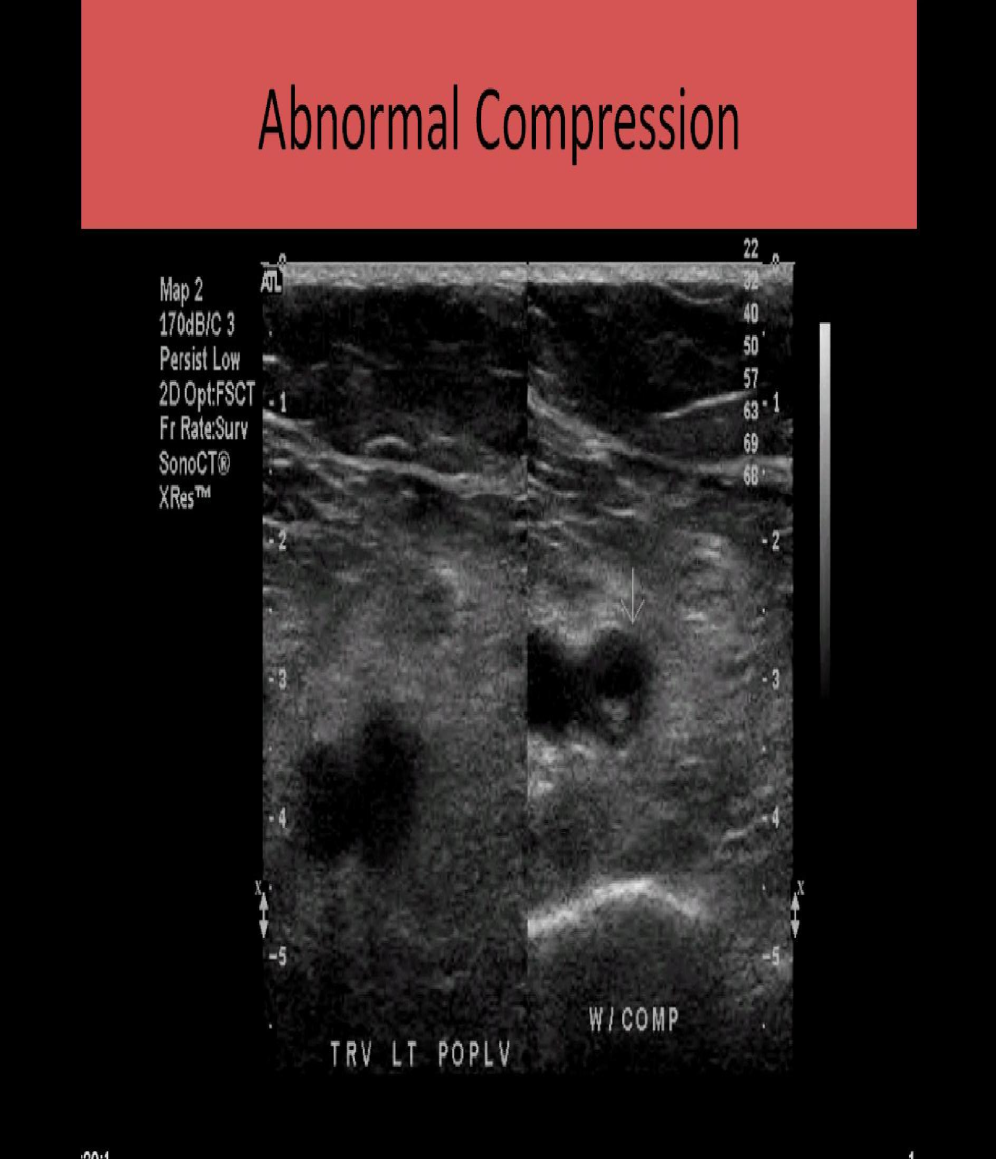 Abnormal Compression
Map 2
170dB/C 3
Persist Low
2D Opt:FSCT
Fr Rate:Surv
SonoCT®
XRes™
ATL
0
1
2
3
4
x
5
22
32
40
50
57
63
69
68
0
1
2
3
4
x
5
W/COMP
TRV LT POPLV